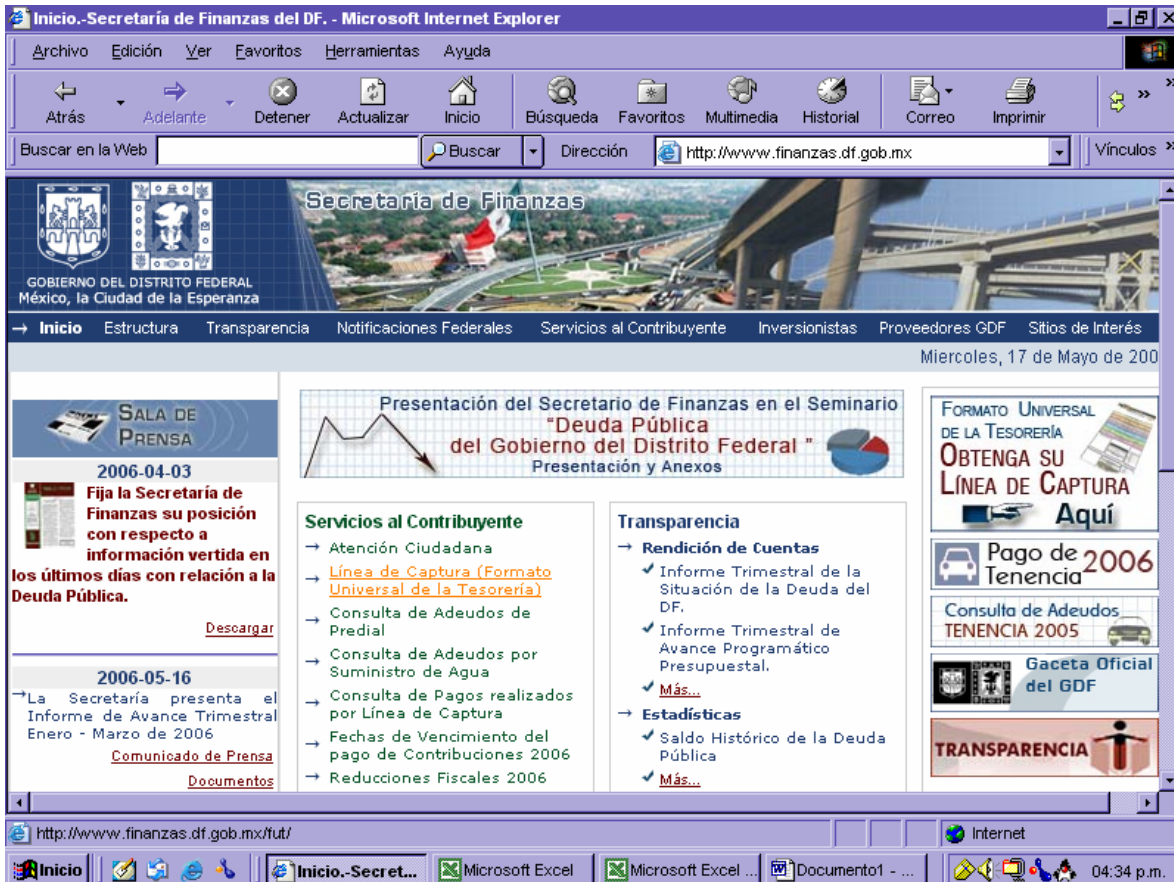 Inicio.-Secretaría de Finanzas del DF. - Microsoft Internet Explorer
Archivo Edición Ver Favoritos Herramientas Ayuda
Atrás Adelante Detener Actualizar Inicio Búsqueda Favoritos Multimedia Historial Correo Imprimir »
Buscar en la Web Buscar Dirección http://www.finanzas.df.gob.mx Vínculos »
Secretaría de Finanzas
GOBIERNO DEL DISTRITO FEDERAL
México, la Ciudad de la Esperanza
→ Inicio Estructura Transparencia Notificaciones Federales Servicios al Contribuyente Inversionistas Proveedores GDF Sitios de Interés
Miercoles, 17 de Mayo de 200
SALA DE
PRENSA
2006-04-03
Fija la Secretaría de
Finanzas su posición
con respecto a
información vertida en
los últimos días con relación a la
Deuda Pública.
Descargar
2006-05-16
→La Secretaría presenta el
Informe de Avance Trimestral
Enero - Marzo de 2006
Comunicado de Prensa
Documentos
Presentación del Secretario de Finanzas en el Seminario
"Deuda Pública
del Gobierno del Distrito Federal "
Presentación y Anexos
Servicios al Contribuyente
→ Atención Ciudadana
→ Línea de Captura (Formato
Universal de la Tesorería)
→ Consulta de Adeudos de
Predial
→ Consulta de Adeudos por
Suministro de Agua
→ Consulta de Pagos realizados
por Línea de Captura
→ Fechas de Vencimiento del
pago de Contribuciones 2006
→ Reducciones Fiscales 2006
Transparencia
→ Rendición de Cuentas
✓ Informe Trimestral de la
Situación de la Deuda del
DF.
✓ Informe Trimestral de
Avance Programático
Presupuestal.
✓ Más...
→ Estadísticas
✓ Saldo Histórico de la Deuda
Pública
✓ Más...
FORMATO UNIVERSAL
DE LA TESORERÍA
OBTENGA SU
LÍNEA DE CAPTURA
Aquí
Pago de
Tenencia 2006
Consulta de Adeudos
TENENCIA 2005
Gaceta Oficial
del GDF
TRANSPARENCIA
http://www.finanzas.df.gob.mx/fut/ Internet
Inicio Inicio.-Secret... Microsoft Excel Microsoft Excel ... Documento1 - ... 04:34 p.m.